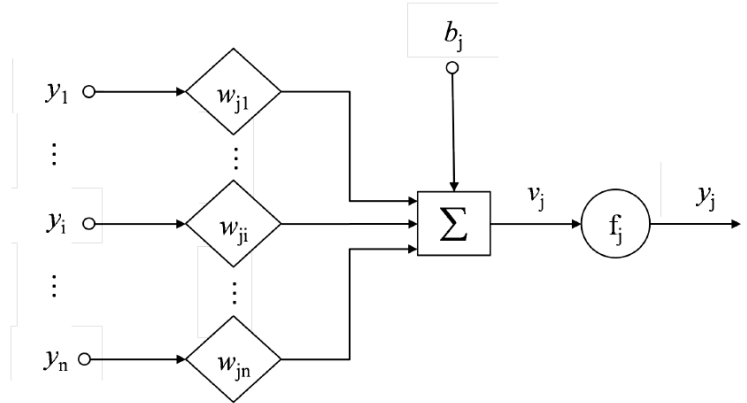 b_j
y_1
w_j1
⋮
⋮
y_i
w_ji
Σ
v_j
f_j
y_j
⋮
⋮
y_n
w_jn